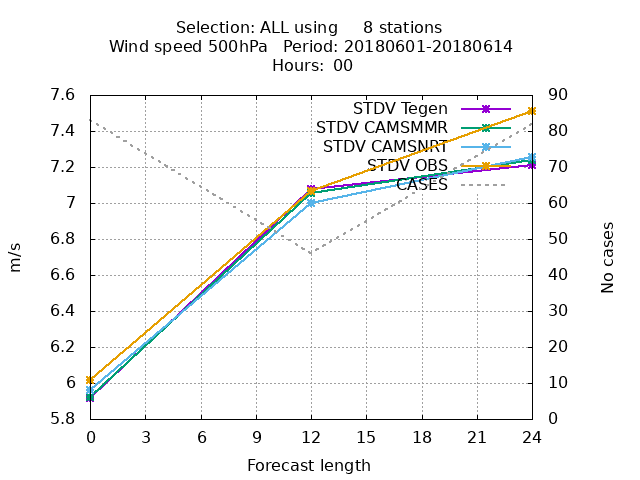 Selection: ALL using 8 stations
Wind speed 500hPa Period: 20180601-20180614
Hours: 00
7.6
7.4
7.2
7
6.8
6.6
6.4
6.2
6
5.8
m/s
STDV Tegen
STDV CAMSMMR
STDV CAMSNRT
STDV OBS
CASES
90
80
70
60
50
40
30
20
10
0
No cases
0 3 6 9 12 15 18 21 24
Forecast length